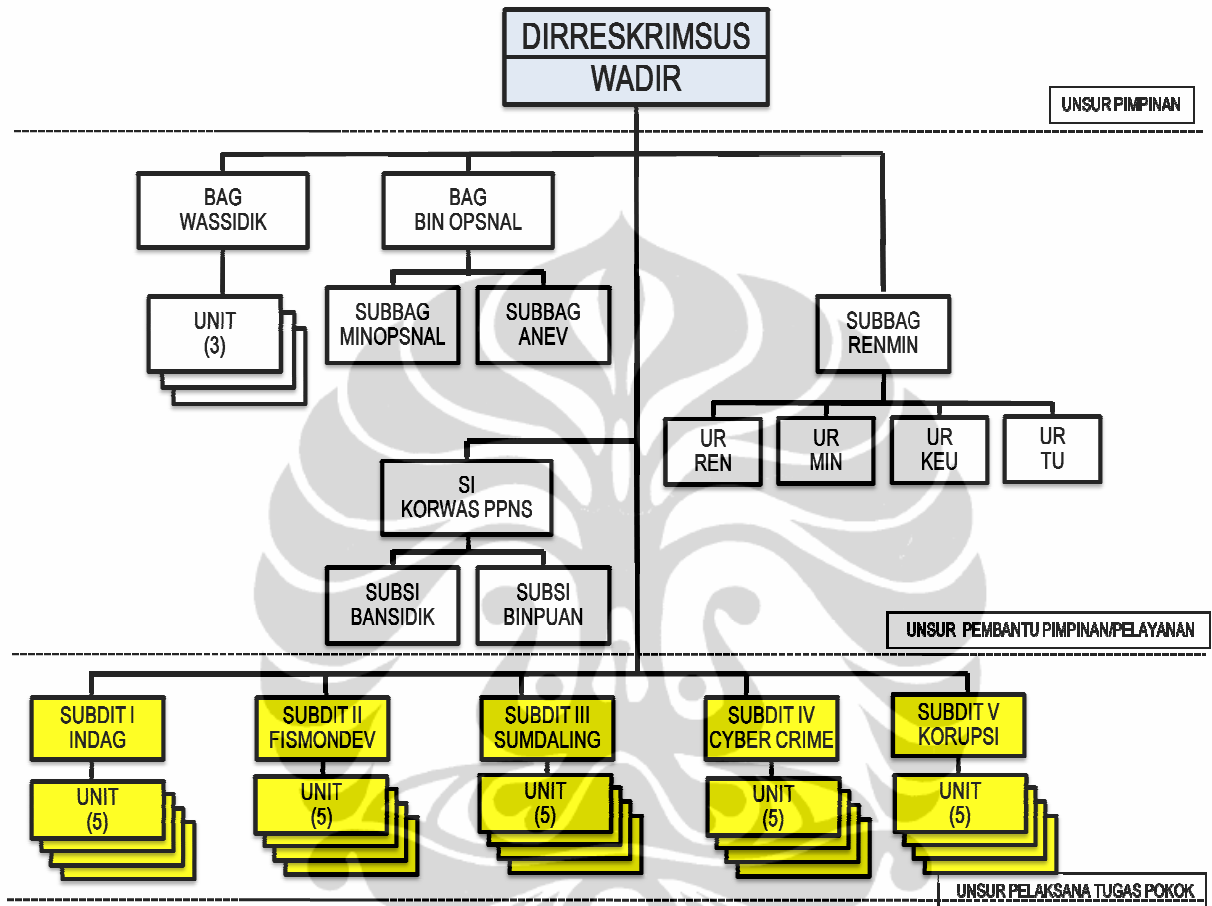 DIRRESKRIMSUS
WADIR
UNSUR PIMPINAN
BAG
WASSIDIK
BAG
BIN OPSNAL
UNIT
(3)
SUBBAG
MINOPSNAL
SUBBAG
ANEV
SUBBAG
RENMIN
UR
REN
UR
MIN
UR
KEU
UR
TU
SI
KORWAS PPNS
SUBSI
BANSIDIK
SUBSI
BINPUAN
UNSUR PEMBANTU PIMPINAN/PELAYANAN
SUBDIT I
INDAG
SUBDIT II
FISMONDEV
SUBDIT III
SUMDALING
SUBDIT IV
CYBER CRIME
SUBDIT V
KORUPSI
UNIT
(5)
UNIT
(5)
UNIT
(5)
UNIT
(5)
UNIT
(5)
UNSUR PELAKSANA TUGAS POKOK